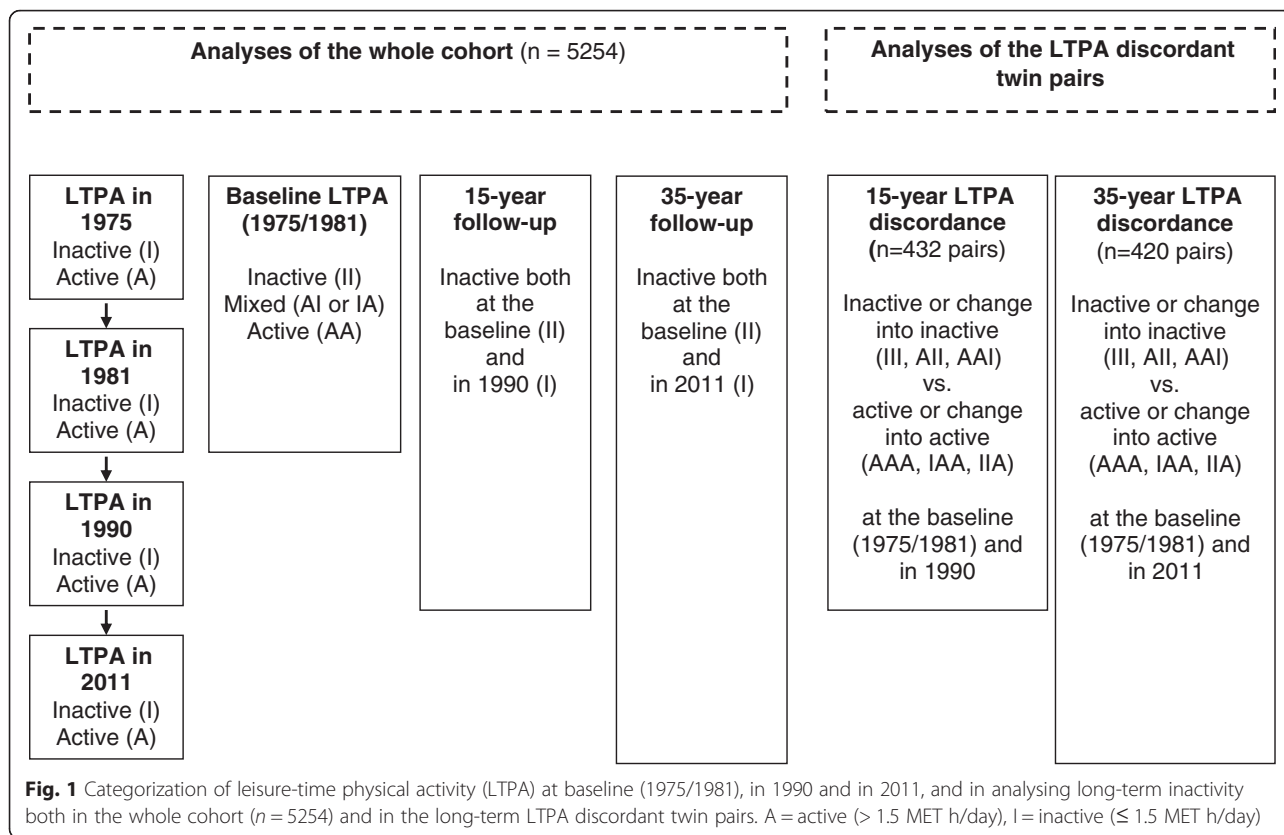 Analyses of the whole cohort (n = 5254)
Analyses of the LTPA discordant
twin pairs
LTPA in
1975
Inactive (I)
Active (A)
LTPA in
1981
Inactive (I)
Active (A)
LTPA in
1990
Inactive (I)
Active (A)
LTPA in
2011
Inactive (I)
Active (A)
Baseline LTPA
(1975/1981)
Inactive (II)
Mixed (AI or IA)
Active (AA)
15-year
follow-up
Inactive both
at the
baseline (II)
and
in 1990 (I)
35-year
follow-up
Inactive both
at the
baseline (II)
and
in 2011 (I)
15-year LTPA
discordance
(n=432 pairs)
Inactive or change
into inactive
(III, AII, AAI)
vs.
active or change
into active
(AAA, IAA, IIA)
at the baseline
(1975/1981) and
in 1990
35-year LTPA
discordance
(n=420 pairs)
Inactive or change
into inactive
(III, AII, AAI)
vs.
active or change
into active
(AAA, IAA, IIA)
at the baseline
(1975/1981) and
in 2011
Fig. 1 Categorization of leisure-time physical activity (LTPA) at baseline (1975/1981), in 1990 and in 2011, and in analysing long-term inactivity
both in the whole cohort (n = 5254) and in the long-term LTPA discordant twin pairs. A = active (> 1.5 MET h/day), I = inactive (≤ 1.5 MET h/day)